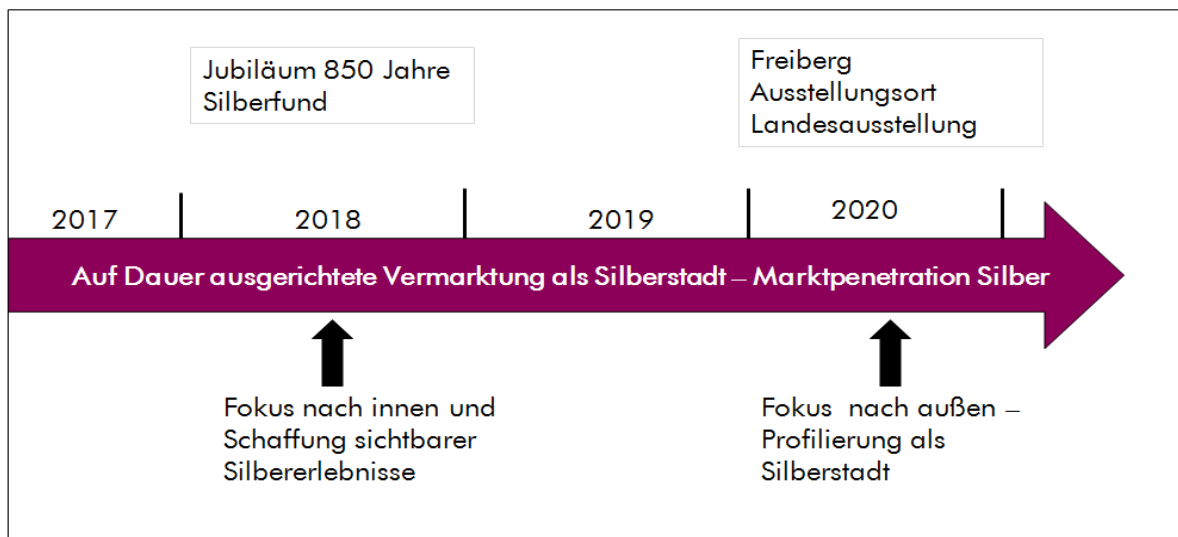 Jubiläum 850 Jahre
Silberfund
Freiberg
Ausstellungsort
Landesausstellung
2017
2018
2019
2020
Auf Dauer ausgerichtete Vermarktung als Silberstadt – Marktpenetration Silber
Fokus nach innen und
Schaffung sichtbarer
Silbererlebnisse
Fokus  nach außen –
Profilierung als
Silberstadt